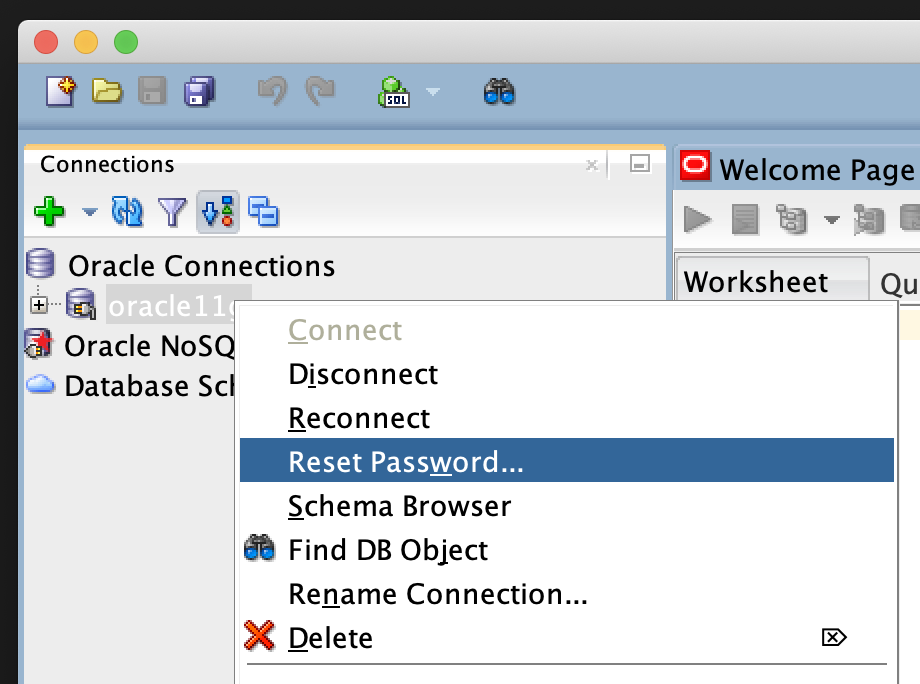 SQL
Connections
Welcome Page
Worksheet
Qu
Oracle Connections
oracle11g
Oracle NoSQ
Database Sch
Connect
Disconnect
Reconnect
Reset Password...
Schema Browser
Find DB Object
Rename Connection...
Delete